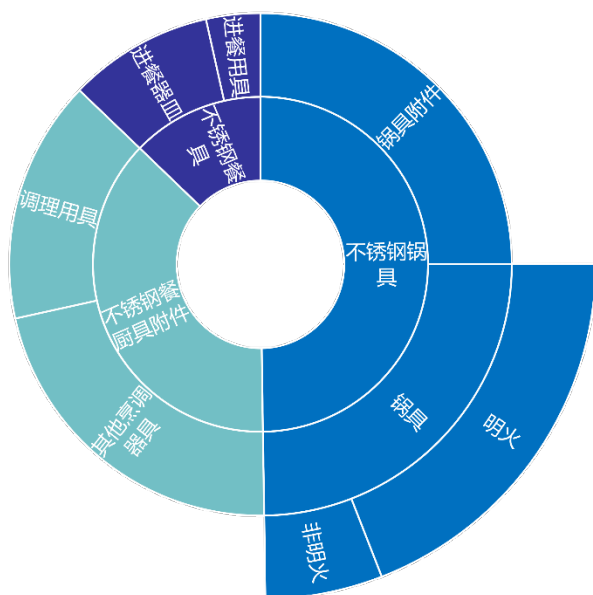 进餐器皿
进餐用具
锅具附件
不锈钢餐
具
调理用具
不锈钢锅
具
不锈钢餐
厨具附件
其他烹调
器具
锅具
明火
非明火